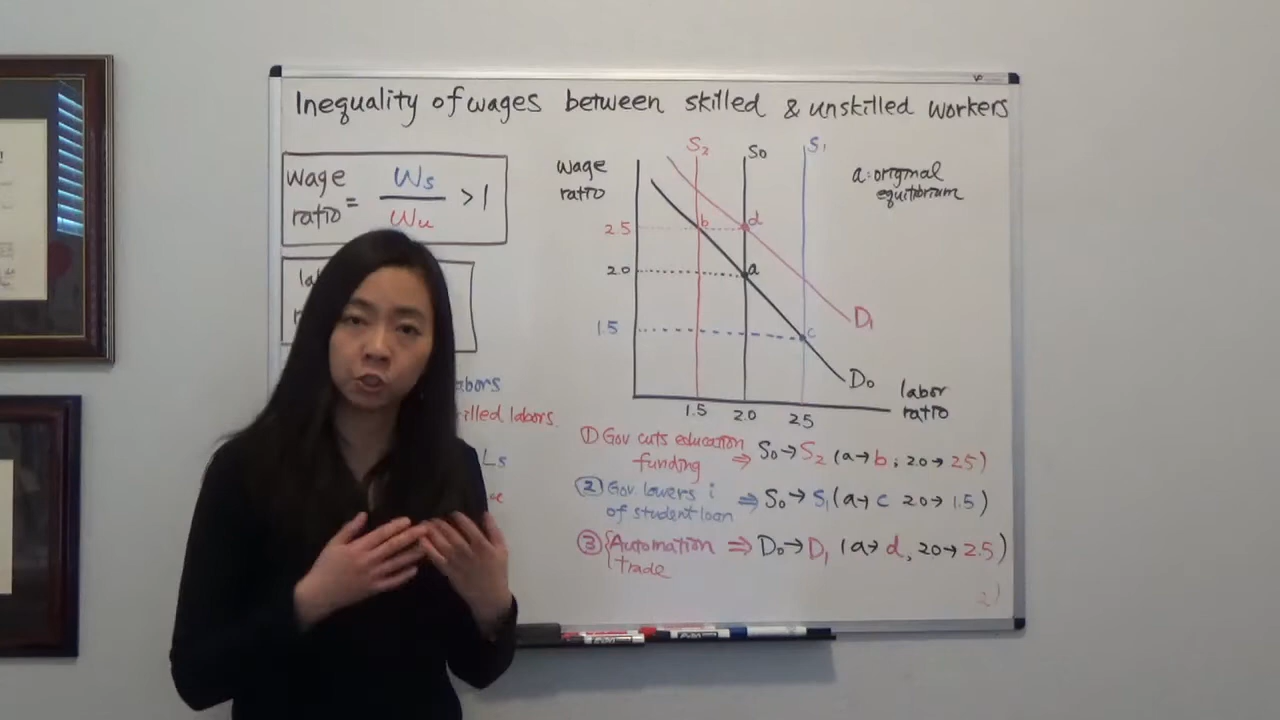 Inequality of wages between skilled & unskilled workers
wage ratio = Ws / Wu > 1
la
r
abors
killed labors.
Ls
wage ratio
S2
S0
S1
a: original
equilibrium
2.5
b
d
2.0
a
1.5
c
D1
D0
labor
ratio
1.5 2.0 2.5
① Gov cuts education
funding ⇒ S0→S2 (a→b, 2.0→2.5)
② Gov. lowers i
of student loan ⇒ S0→S1 (a→c 2.0→1.5)
③ {Automation ⇒ D0→D1 (a→d, 2.0→2.5)
trade